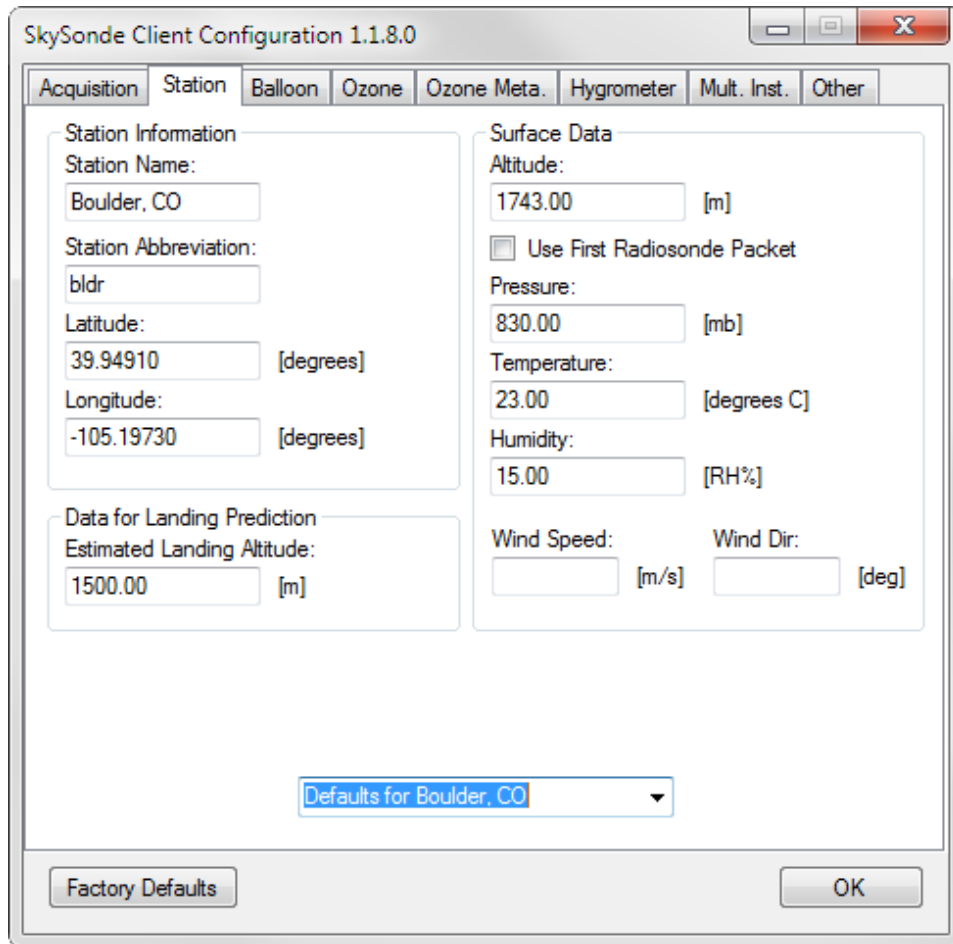 SkySonde Client Configuration 1.1.8.0
Acquisition Station Balloon Ozone Ozone Meta. Hygrometer Mult. Inst. Other
Station Information
Station Name:
Boulder, CO
Station Abbreviation:
bldr
Latitude:
39.94910 [degrees]
Longitude:
-105.19730 [degrees]
Data for Landing Prediction
Estimated Landing Altitude:
1500.00 [m]
Surface Data
Altitude:
1743.00 [m]
Use First Radiosonde Packet
Pressure:
830.00 [mb]
Temperature:
23.00 [degrees C]
Humidity:
15.00 [RH%]
Wind Speed: Wind Dir:
[m/s] [deg]
Defaults for Boulder, CO
Factory Defaults OK